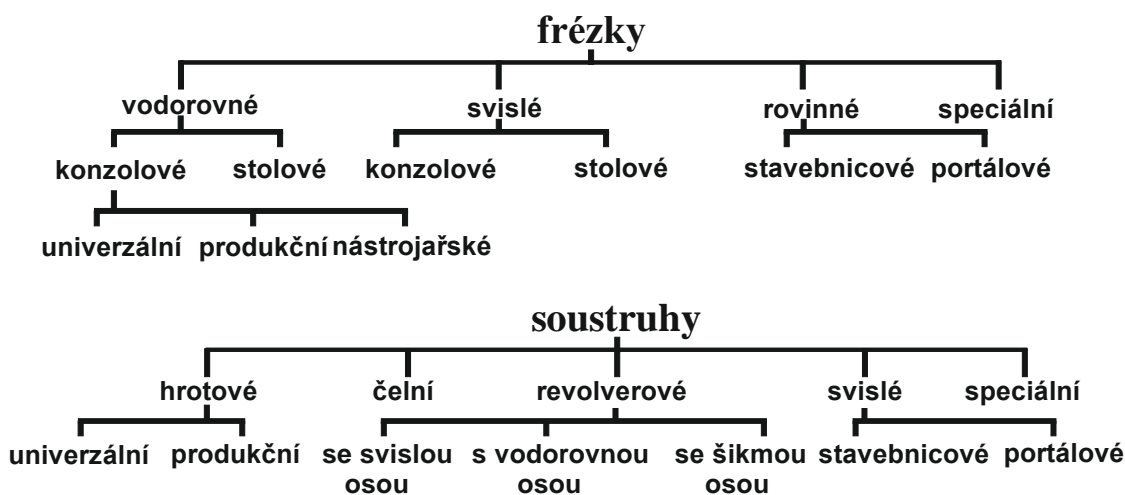 frézky
vodorovné svislé rovinné speciální
konzolové stolové konzolové stolové stavebnicové portálové
univerzální produkční nástrojařské
soustruhy
hrotové čelní revolverové svislé speciální
univerzální produkční se svislou s vodorovnou se šikmou stavebnicové portálové
osou osou osou